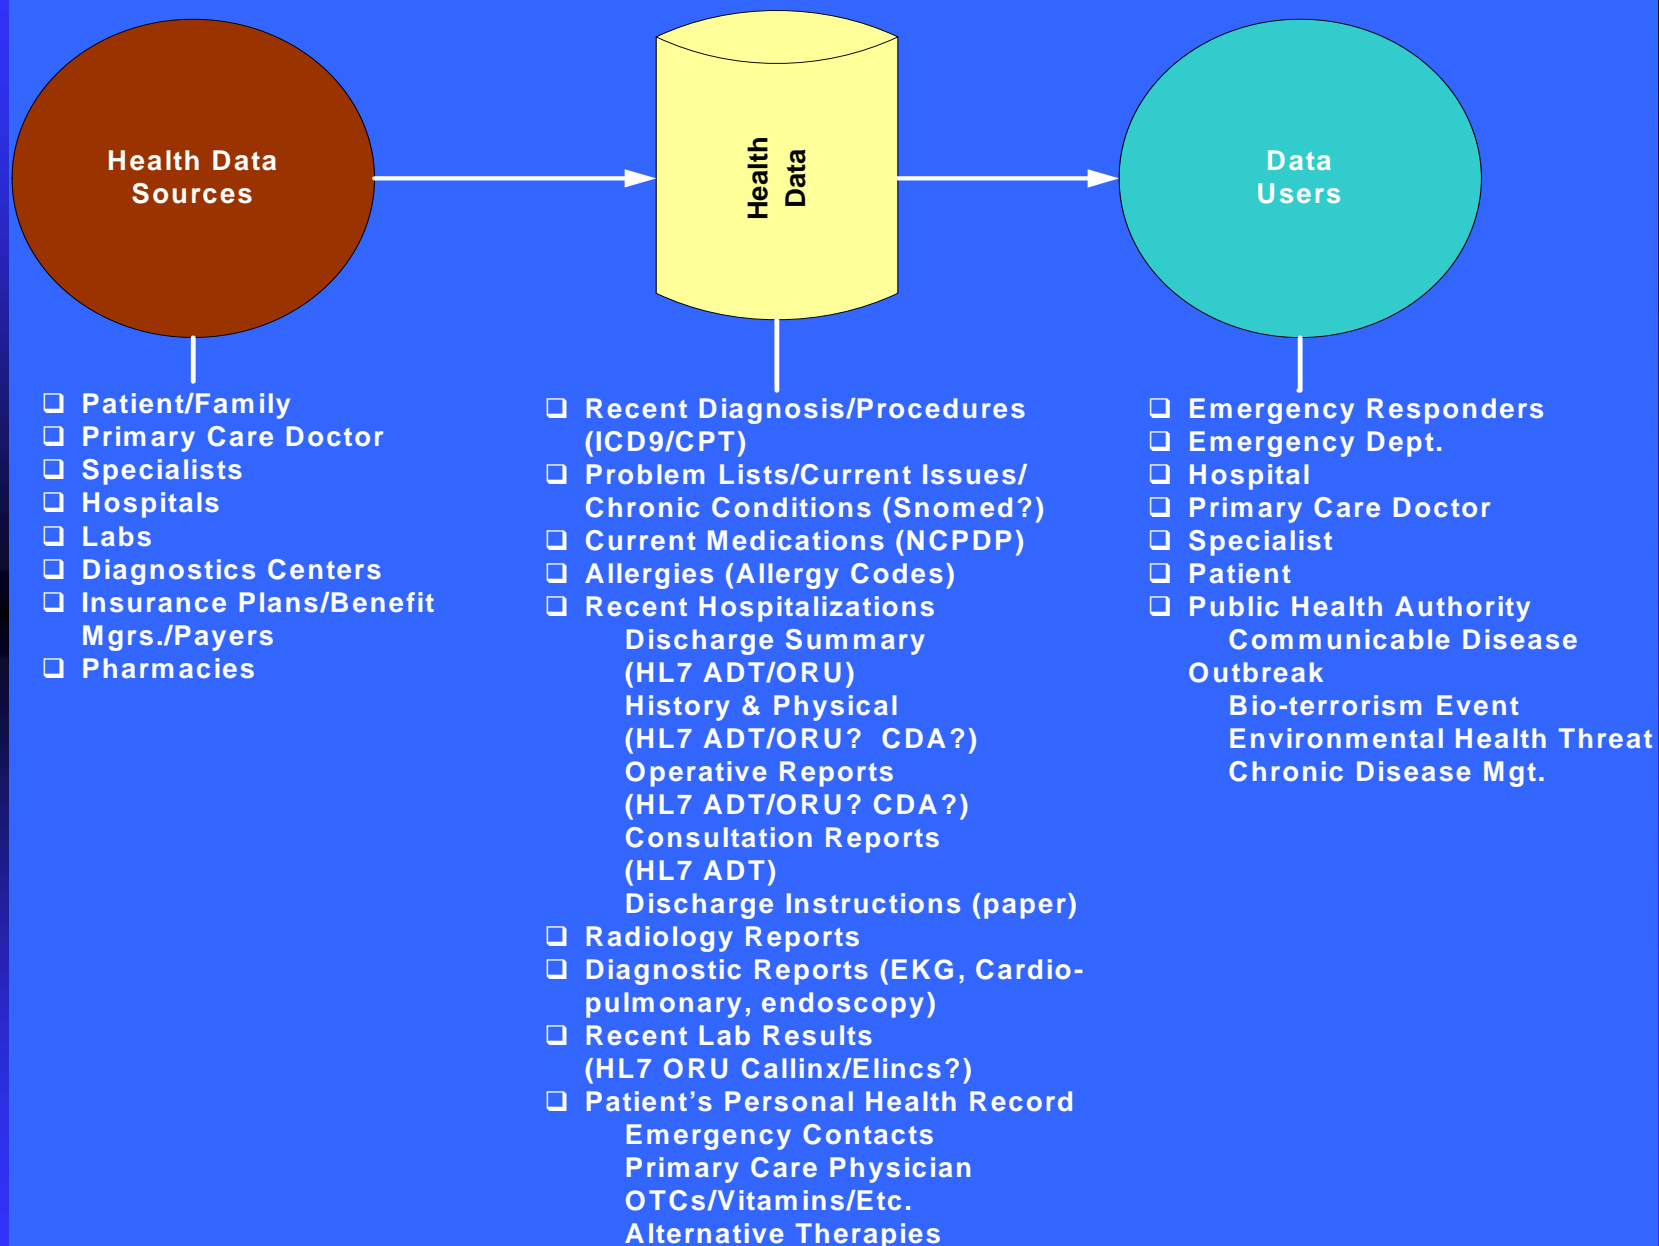 Health Data
Sources
Health
Data
Data
Users
❑ Patient/Family
❑ Primary Care Doctor
❑ Specialists
❑ Hospitals
❑ Labs
❑ Diagnostics Centers
❑ Insurance Plans/Benefit
Mgrs./Payers
❑ Pharmacies
❑ Recent Diagnosis/Procedures
(ICD9/CPT)
❑ Problem Lists/Current Issues/
Chronic Conditions (Snomed?)
❑ Current Medications (NCPDP)
❑ Allergies (Allergy Codes)
❑ Recent Hospitalizations
Discharge Summary
(HL7 ADT/ORU)
History & Physical
(HL7 ADT/ORU?  CDA?)
Operative Reports
(HL7 ADT/ORU? CDA?)
Consultation Reports
(HL7 ADT)
Discharge Instructions (paper)
❑ Radiology Reports
❑ Diagnostic Reports (EKG, Cardio-
pulmonary, endoscopy)
❑ Recent Lab Results
(HL7 ORU Callinx/Elincs?)
❑ Patient’s Personal Health Record
Emergency Contacts
Primary Care Physician
OTCs/Vitamins/Etc.
Alternative Therapies
❑ Emergency Responders
❑ Emergency Dept.
❑ Hospital
❑ Primary Care Doctor
❑ Specialist
❑ Patient
❑ Public Health Authority
Communicable Disease
Outbreak
Bio-terrorism Event
Environmental Health Threat
Chronic Disease Mgt.